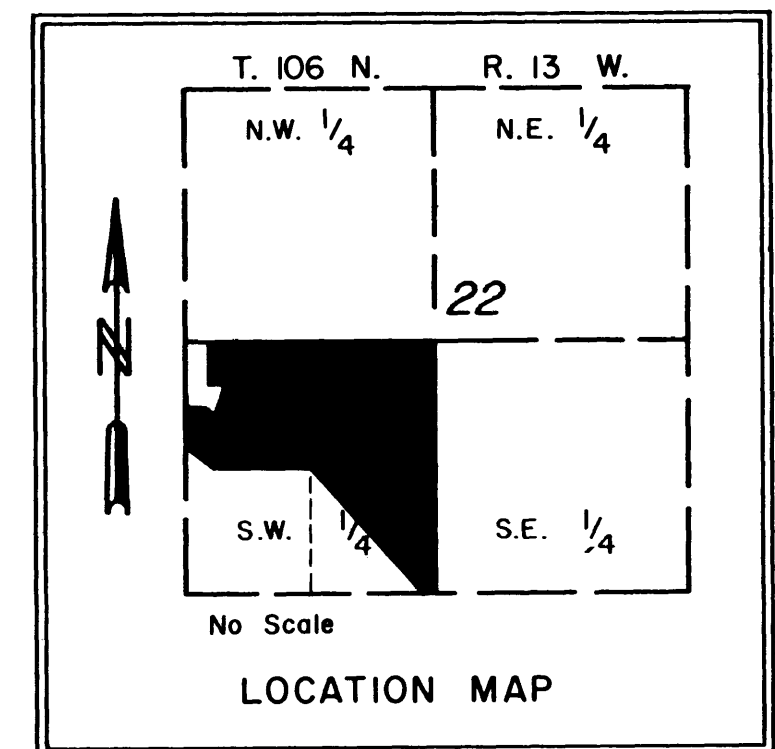 T. 106 N. R. 13 W.
N.W. 1/4 N.E. 1/4
N
22
S.W. 1/4 S.E. 1/4
No Scale
LOCATION MAP